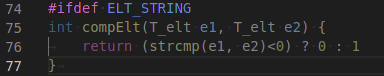 74 #ifdef ELT_STRING
75 int compElt(T_elt e1, T_elt e2) {
76 return (strcmp(e1, e2)<0) ? 0 : 1
77 }